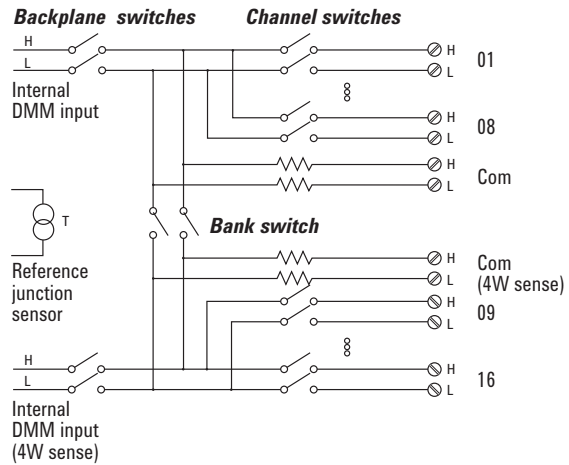 Backplane switches
Channel switches
H
L
Internal
DMM input
H
L
01
H
L
08
H
L
Com
T
Reference
junction
sensor
Bank switch
H
L
Com
(4W sense)
H
L
09
H
L
Internal
DMM input
(4W sense)
H
L
16